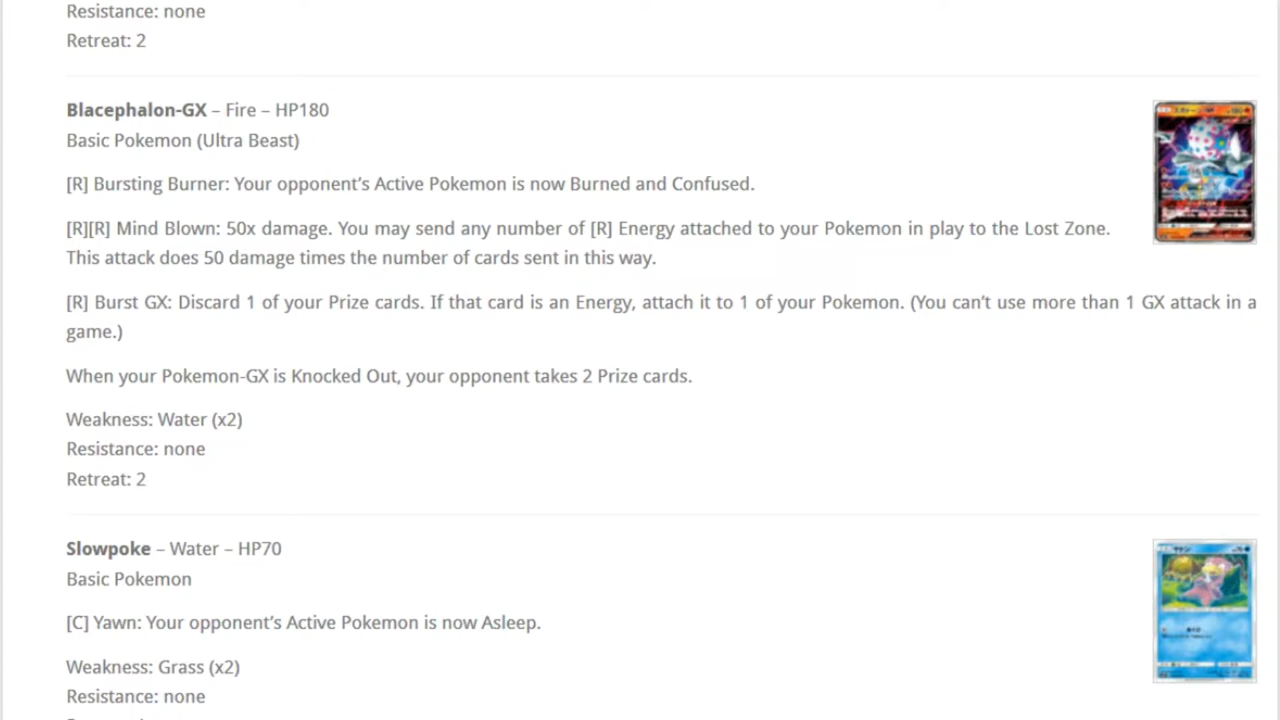 Resistance: none
Retreat: 2
Blacephalon-GX – Fire – HP180
Basic Pokemon (Ultra Beast)
[R] Bursting Burner: Your opponent’s Active Pokemon is now Burned and Confused.
[R][R] Mind Blown: 50x damage. You may send any number of [R] Energy attached to your Pokemon in play to the Lost Zone.
This attack does 50 damage times the number of cards sent in this way.
[R] Burst GX: Discard 1 of your Prize cards. If that card is an Energy, attach it to 1 of your Pokemon. (You can’t use more than 1 GX attack in a
game.)
When your Pokemon-GX is Knocked Out, your opponent takes 2 Prize cards.
Weakness: Water (x2)
Resistance: none
Retreat: 2
Slowpoke – Water – HP70
Basic Pokemon
[C] Yawn: Your opponent’s Active Pokemon is now Asleep.
Weakness: Grass (x2)
Resistance: none